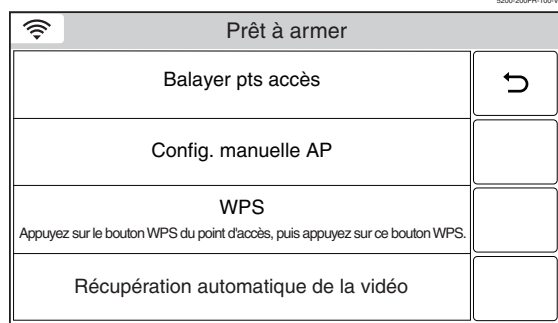 Prêt à armer
Balayer pts accès
Config. manuelle AP
WPS
Appuyez sur le bouton WPS du point d'accès, puis appuyez sur ce bouton WPS.
Récupération automatique de la vidéo